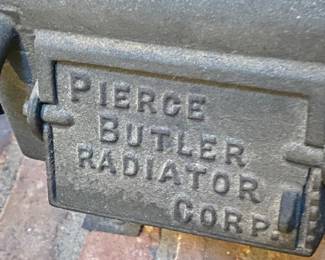 PIERCE
BUTLER
RADIATOR
CORP.